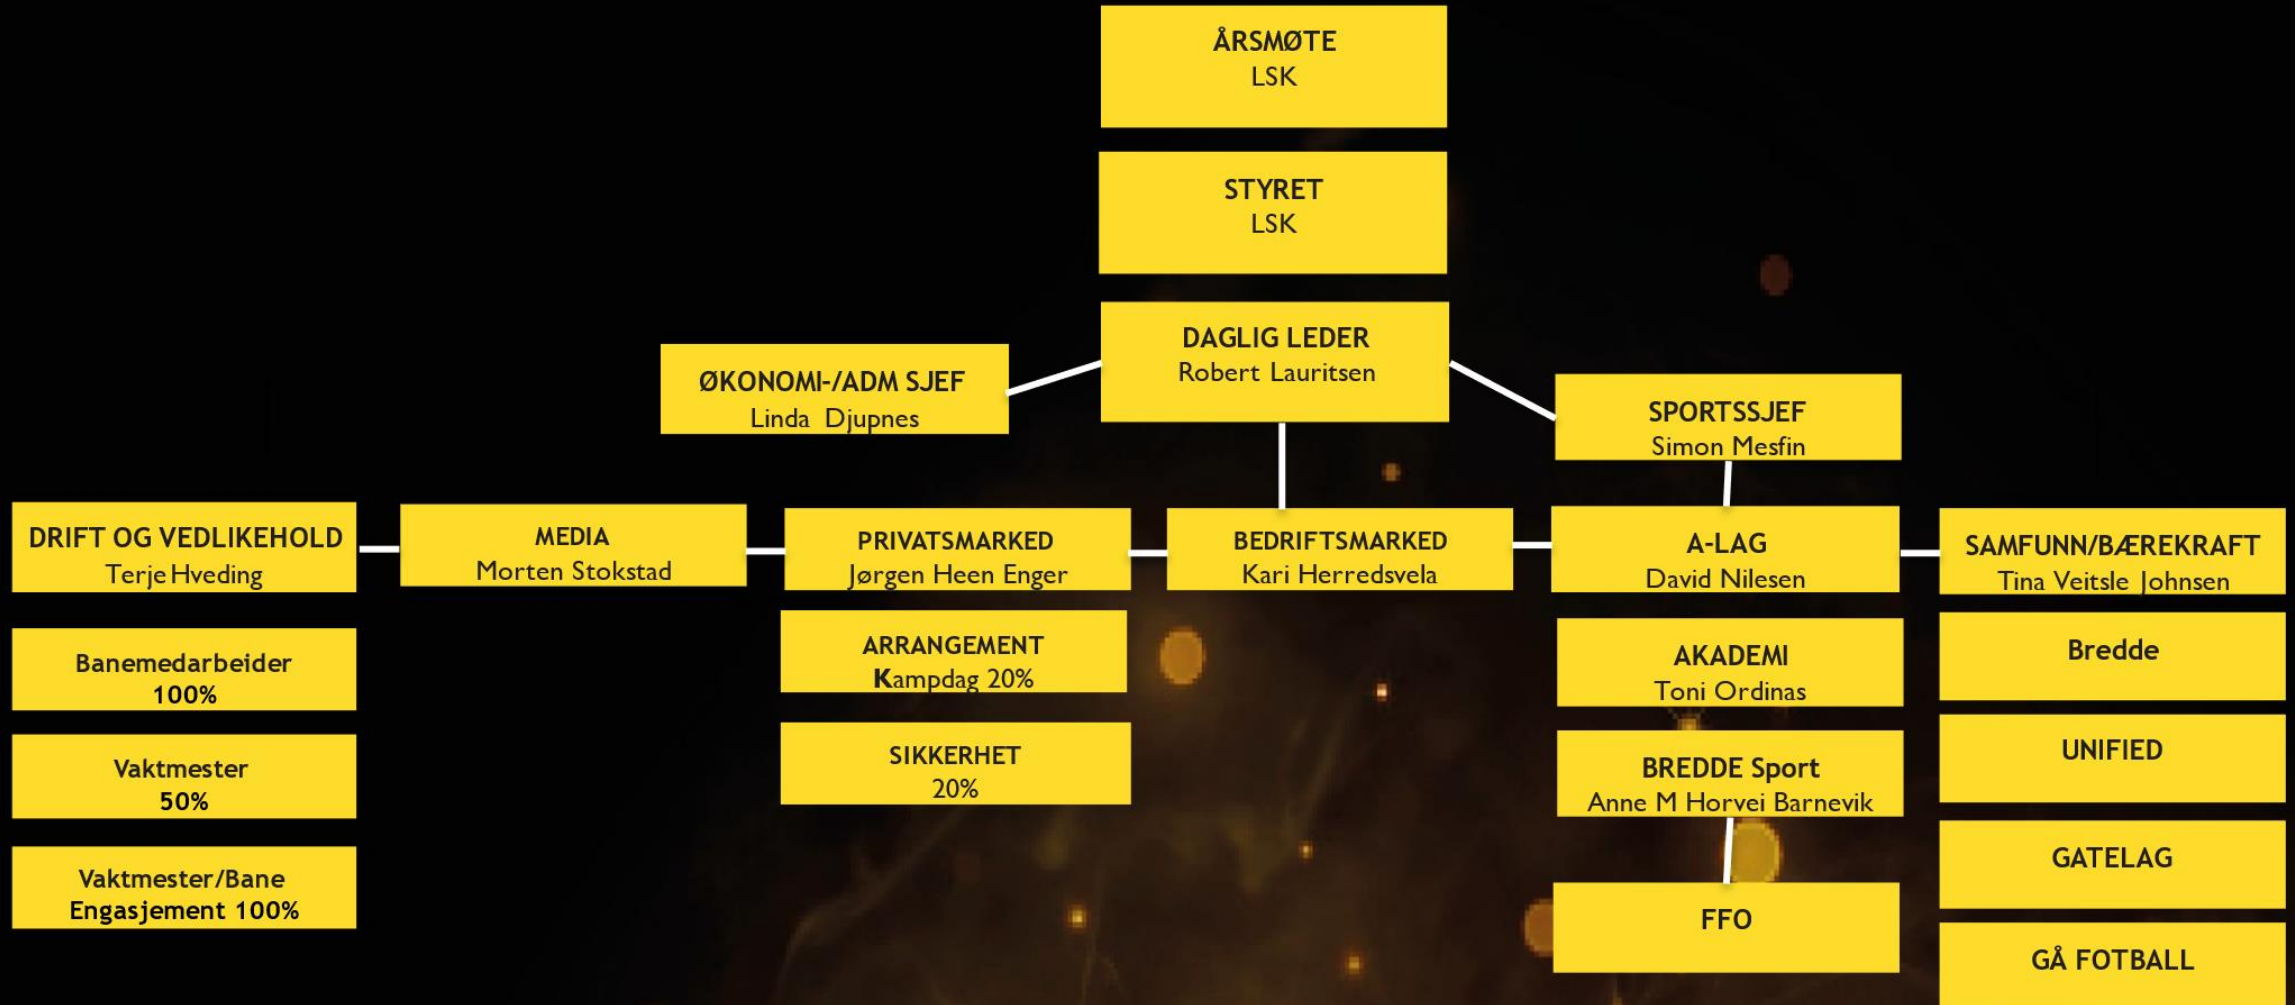 ÅRSMØTE
LSK
STYRET
LSK
DAGLIG LEDER
Robert Lauritsen
ØKONOMI-/ADM SJEF
Linda Djupnes
SPORTSSJEF
Simon Mesfin
DRIFT OG VEDLIKEHOLD
Terje Hveding
MEDIA
Morten Stokstad
PRIVATSMARKED
Jørgen Heen Enger
BEDRIFTSMARKED
Kari Herredsvela
A-LAG
David Nilesen
SAMFUNN/BÆREKRAFT
Tina Veitsle Johnsen
Banemedarbeider
100%
Vaktmester
50%
Vaktmester/Bane
Engasjement 100%
ARRANGEMENT
Kampdag 20%
SIKKERHET
20%
AKADEMI
Toni Ordinas
BREDDE Sport
Anne M Horvei Barnevik
FFO
Bredde
UNIFIED
GATELAG
GÅ FOTBALL